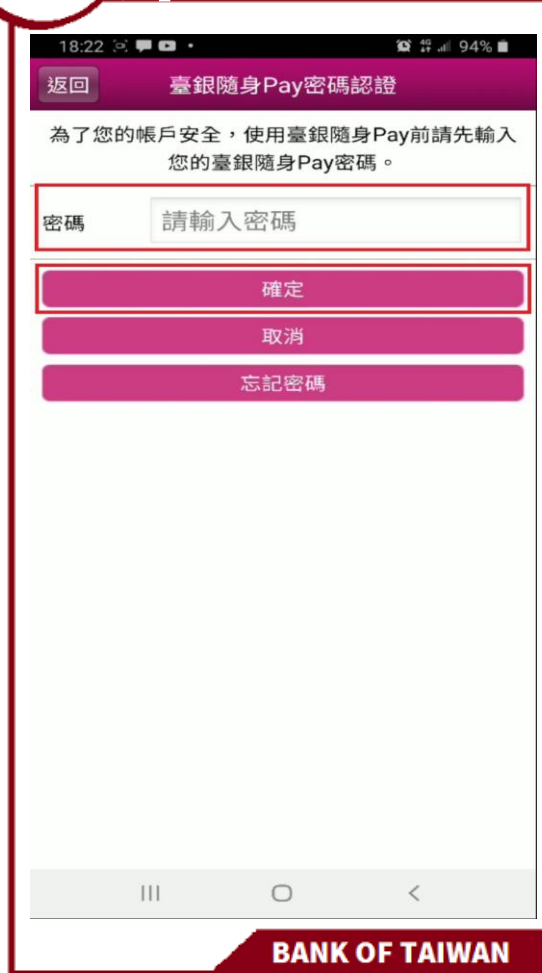 18:22
4G 94%
返回
臺銀隨身Pay密碼認證
為了您的帳戶安全，使用臺銀隨身Pay前請先輸入
您的臺銀隨身Pay密碼。
密碼 請輸入密碼
確定
取消
忘記密碼
BANK OF TAIWAN